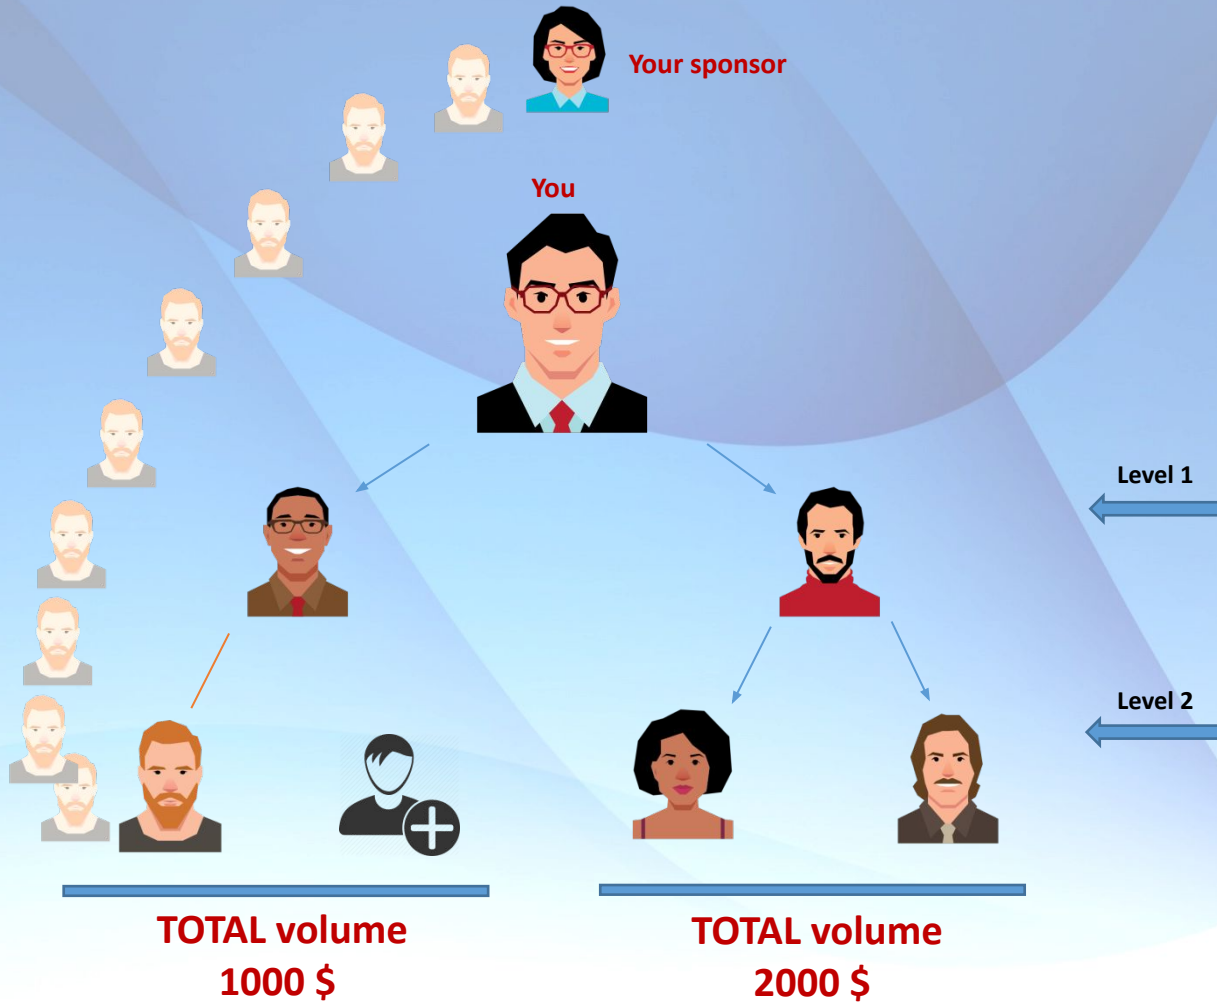 Your sponsor
You
Level 1
Level 2
TOTAL volume
1000 $
TOTAL volume
2000 $